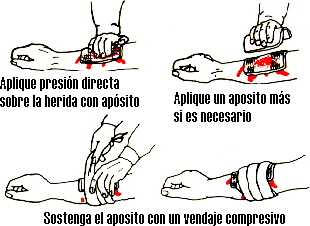 Aplique presión directa
sobre la herida con apósito
Aplique un aposito más
si es necesario
Sostenga el aposito con un vendaje compresivo